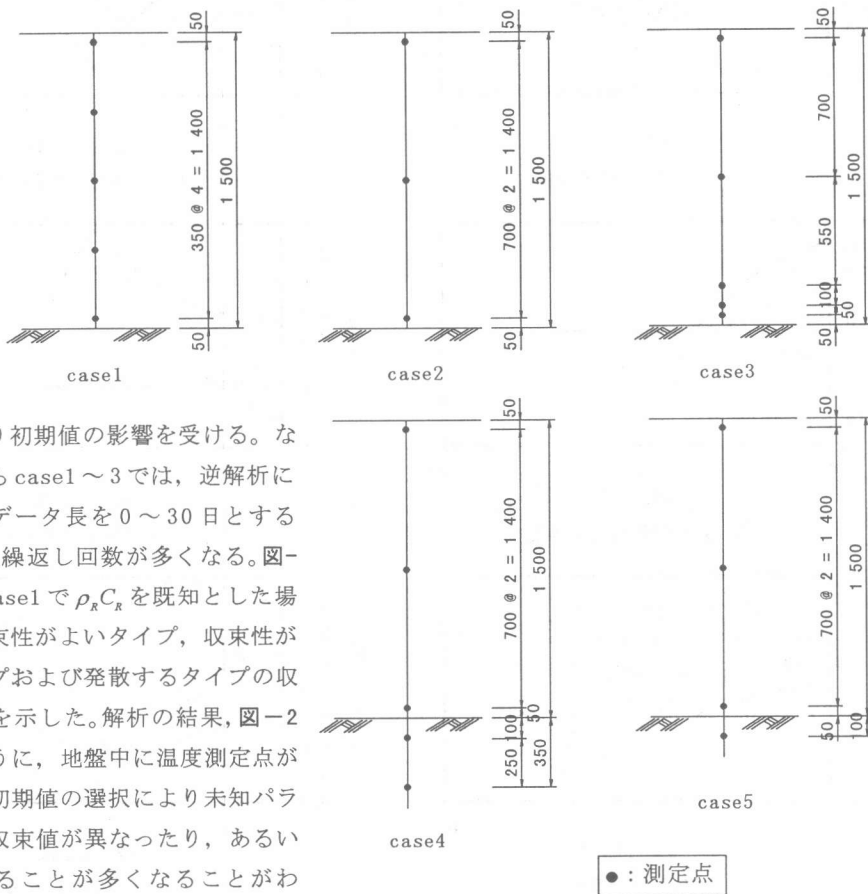 50
350 @ 4 = 1 400
1 500
50
case1
50
700 @ 2 = 1 400
1 500
50
case2
50
700
550
100
50
50
1 500
case3
初期値の影響を受ける。な
case1～3では，逆解析に
データ長を0～30日とする
繰返し回数が多くなる。図-
ase1でρRCRを既知とした場
束性がよいタイプ，収束性が
プおよび発散するタイプの収
を示した。解析の結果，図－2
うに，地盤中に温度測定点が
初期値の選択により未知パラ
収束値が異なったり，あるい
ることが多くなることがわ
50
700 @ 2 = 1 400
1 500
50
100
250
350
case4
50
700 @ 2 = 1 400
1 500
50
100
case5
●：測定点